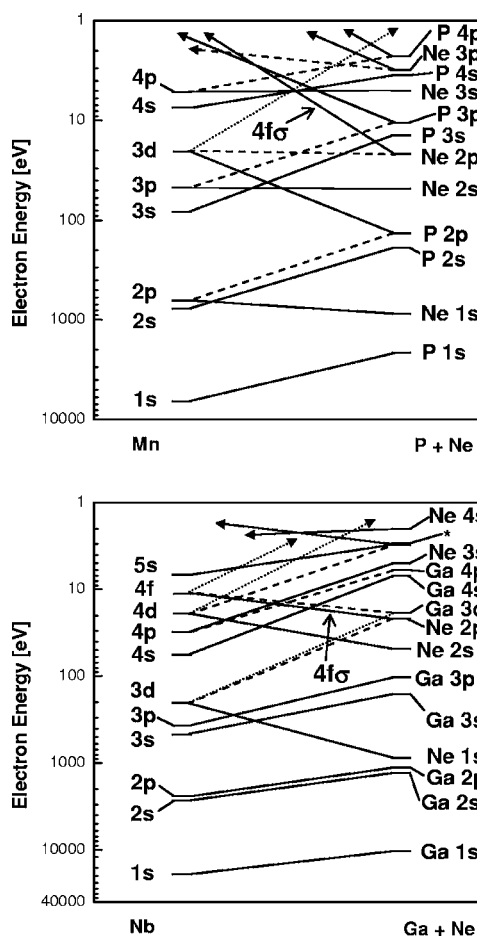 1
10
100
1000
10000
Electron Energy [eV]
4p
4s
3d
3p
3s
2p
2s
1s
4fσ
P 4p
Ne 3p
P 4s
Ne 3s
P 3p
P 3s
Ne 2p
Ne 2s
P 2p
P 2s
Ne 1s
P 1s
Mn
P + Ne
1
10
100
1000
10000
40000
Electron Energy [eV]
5s
4f
4d
4p
4s
3d
3p
3s
2p
2s
1s
4fσ
Ne 4s
*
Ne 3s
Ga 4p
Ga 4s
Ga 3d
Ne 2p
Ne 2s
Ga 3p
Ga 3s
Ne 1s
Ga 2p
Ga 2s
Ga 1s
Nb
Ga + Ne